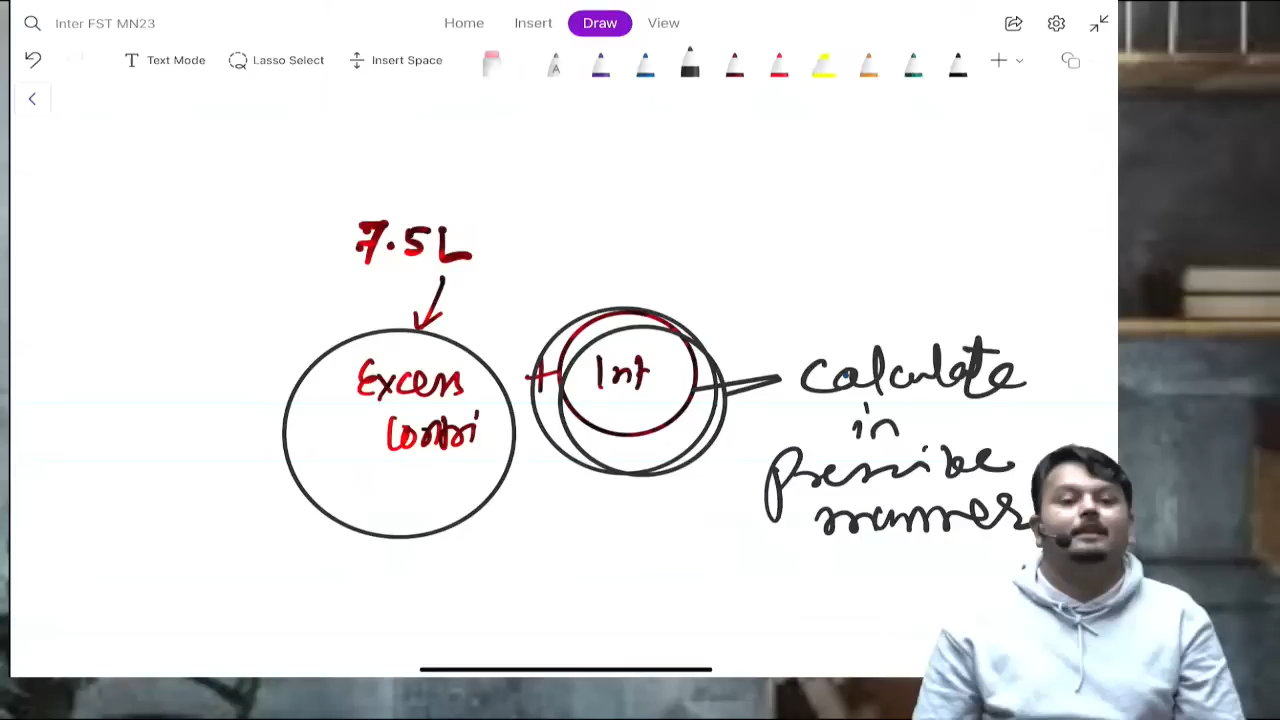 Inter FST MN23
Home Insert Draw View
Text Mode Lasso Select Insert Space
A
7.5L
Excess + Int calculate
Contri in
Prescribe
manner